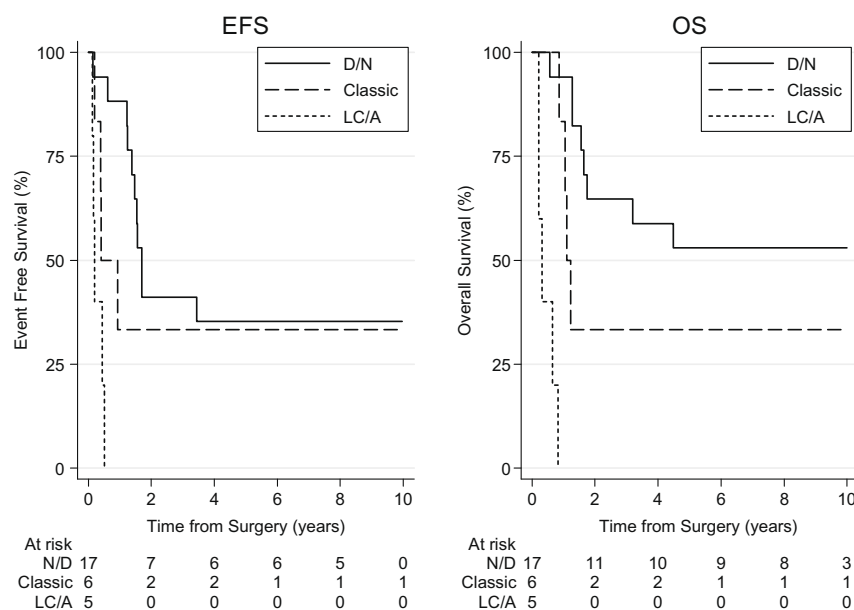 EFS
Event Free Survival (%)
100
75
50
25
0
D/N
Classic
LC/A
0 2 4 6 8 10
Time from Surgery (years)
At risk
N/D 17 7 6 6 5 0
Classic 6 2 2 1 1 1
LC/A 5 0 0 0 0 0
OS
Overall Survival (%)
100
75
50
25
0
D/N
Classic
LC/A
0 2 4 6 8 10
Time from Surgery (years)
At risk
N/D 17 11 10 9 8 3
Classic 6 2 2 1 1 1
LC/A 5 0 0 0 0 0